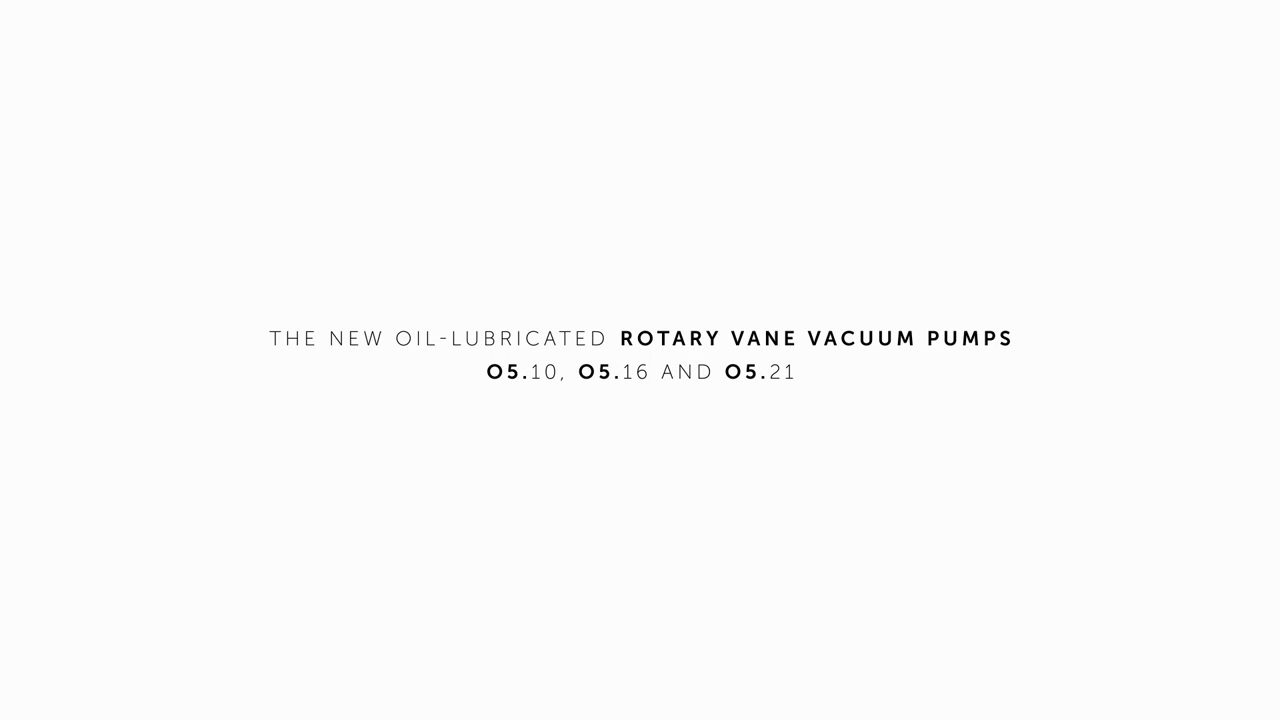 THE NEW OIL-LUBRICATED ROTARY VANE VACUUM PUMPS
O5.10, O5.16 AND O5.21